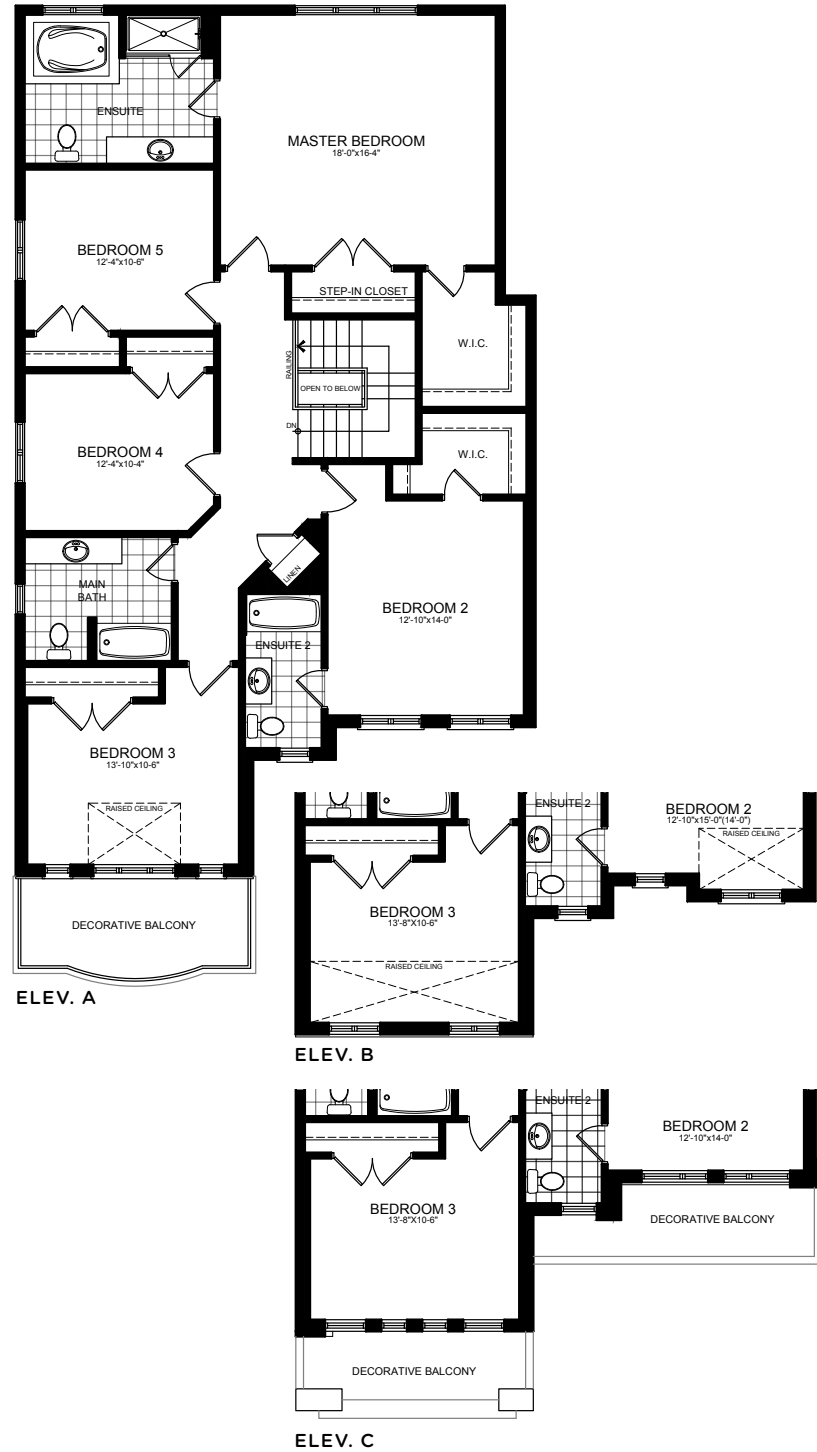 ENSUITE
MASTER BEDROOM
18'-0"x16-4"
BEDROOM 5
12'-4"x10-6"
STEP-IN CLOSET
W.I.C.
RAILING
OPEN TO BELOW
DN
BEDROOM 4
12'-4"x10-4"
W.I.C.
LINEN
MAIN
BATH
BEDROOM 2
12'-10"x14-0"
ENSUITE 2
BEDROOM 3
13'-10"x10-6"
RAISED CEILING
DECORATIVE BALCONY
ELEV. A
ENSUITE 2
BEDROOM 2
12'-10"x15'-0"(14'-0")
RAISED CEILING
BEDROOM 3
13'-8"X10-6"
RAISED CEILING
ELEV. B
ENSUITE 2
BEDROOM 2
12'-10"x14-0"
BEDROOM 3
13'-8"X10-6"
DECORATIVE BALCONY
DECORATIVE BALCONY
ELEV. C